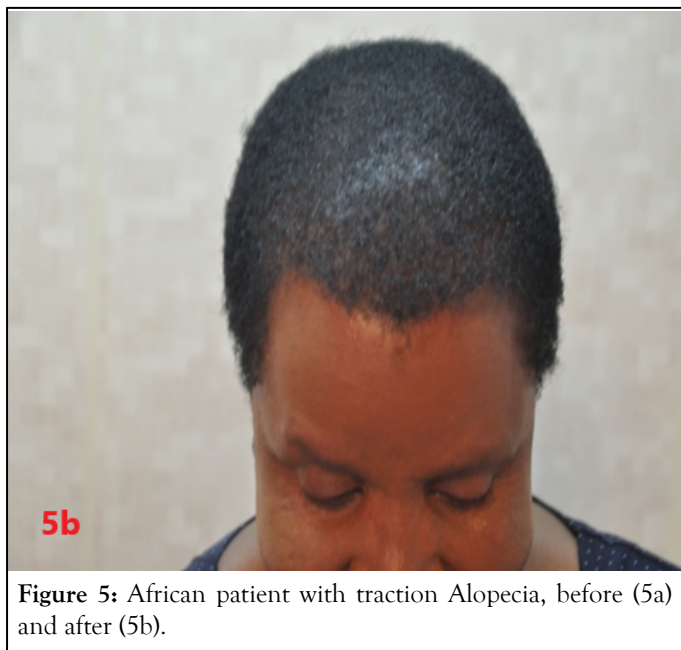 5b
Figure 5: African patient with traction Alopecia, before (5a)
and after (5b).